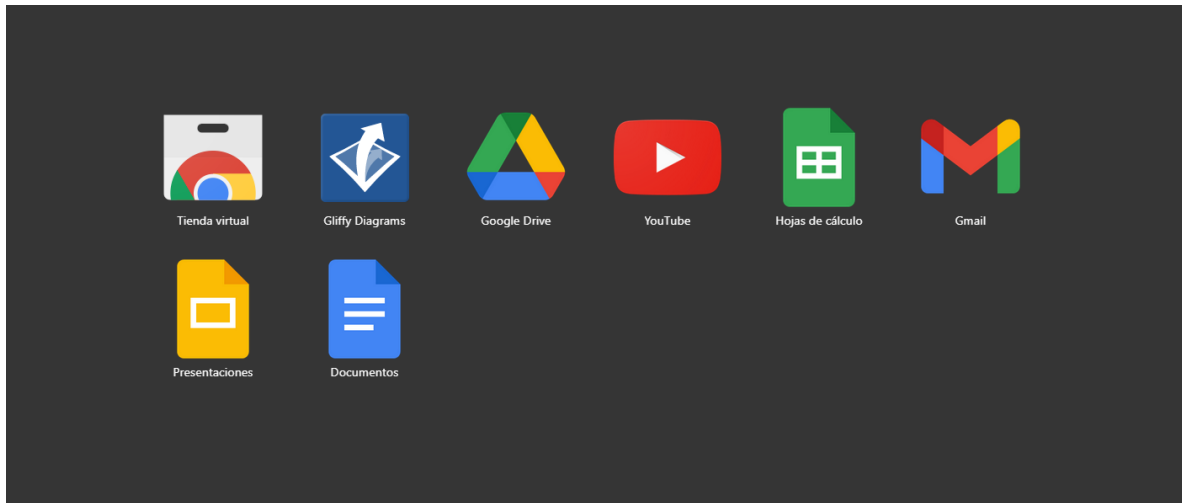 Tienda virtual
Gliffy Diagrams
Google Drive
YouTube
Hojas de cálculo
Gmail
Presentaciones
Documentos